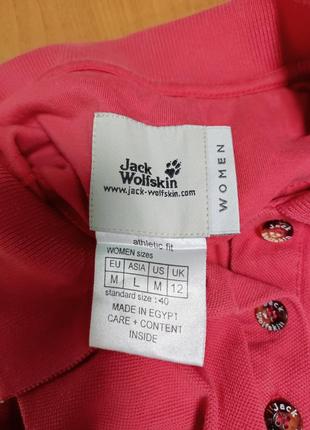 Jack
Wolfskin
www.jack-wolfskin.com
WOMEN
athletic fit
WOMEN sizes
EU ASIA US UK
M L M 12
standard size : 40
MADE IN EGYPT
CARE + CONTENT
INSIDE
Jack